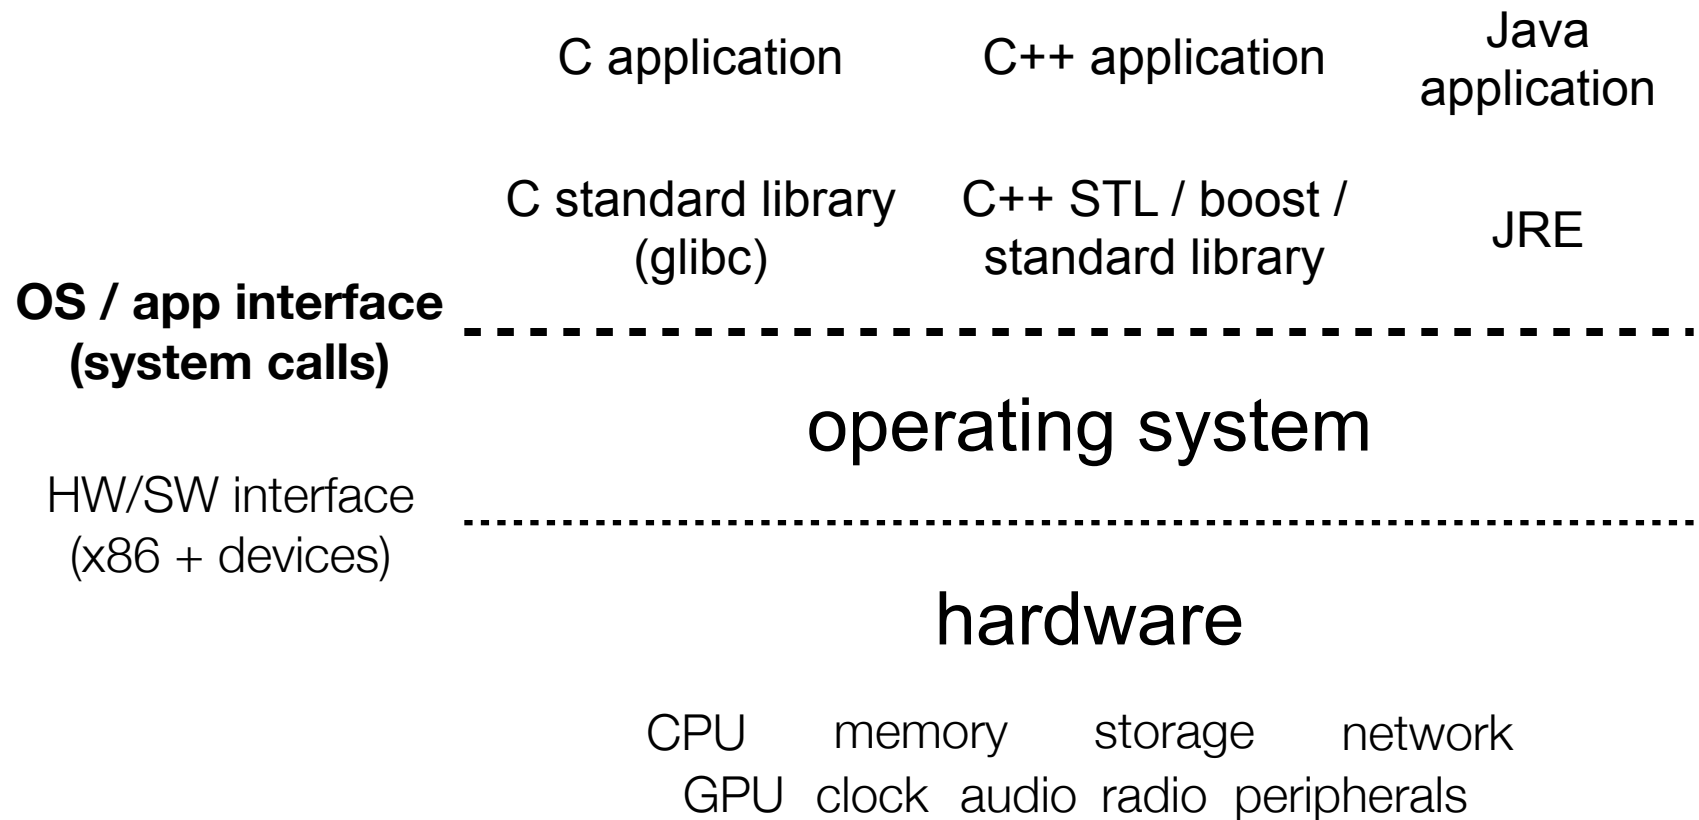 C application
C++ application
Java
application
C standard library
(glibc)
C++ STL / boost /
standard library
JRE
OS / app interface
(system calls)
operating system
HW/SW interface
(x86 + devices)
hardware
CPU memory storage network
GPU clock audio radio peripherals